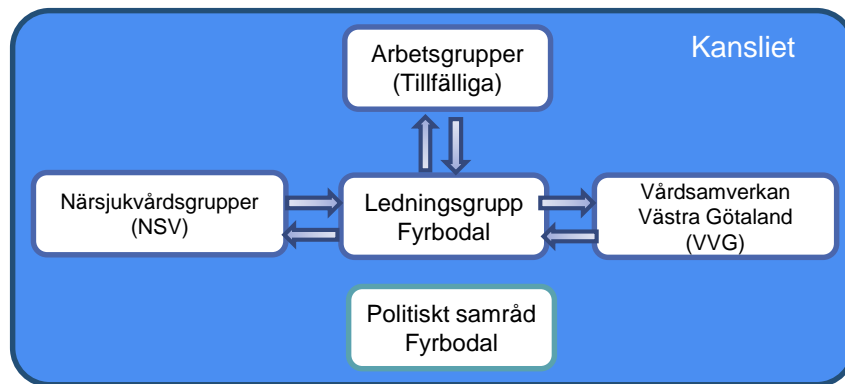 Kansliet
Arbetsgrupper
(Tillfälliga)
Närsjukvårdsgrupper
(NSV)
Ledningsgrupp
Fyrbodal
Vårdsamverkan
Västra Götaland
(VVG)
Politiskt samråd
Fyrbodal